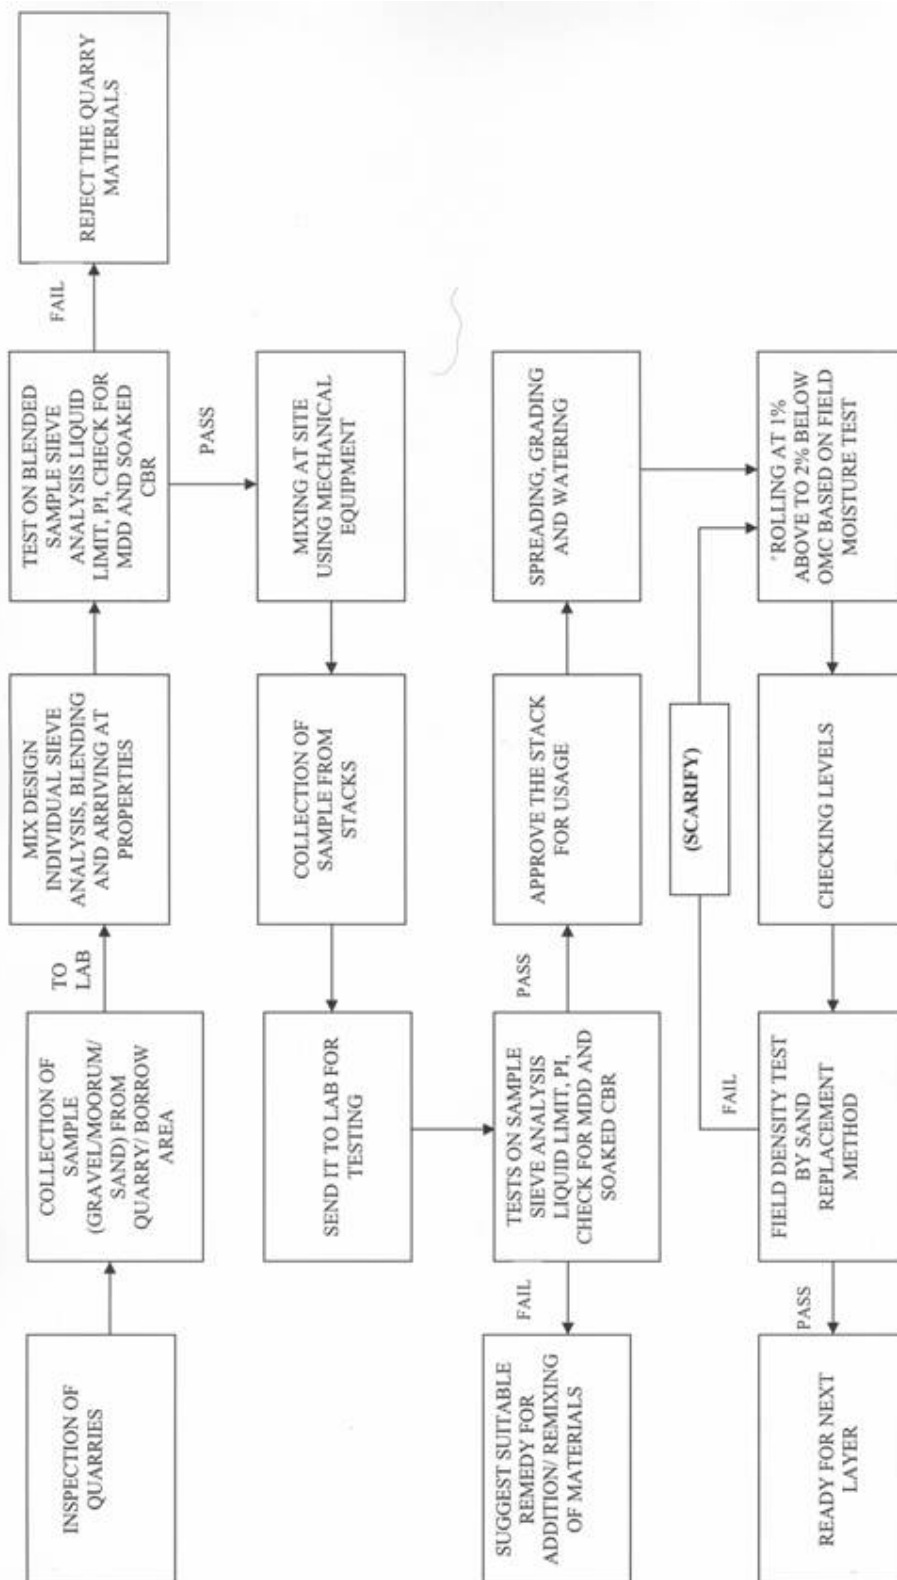 INSPECTION OF
QUARRIES
COLLECTION OF
SAMPLE
(GRAVEL/MOORUM/
SAND) FROM
QUARRY/ BORROW
AREA
TO
LAB
MIX DESIGN
INDIVIDUAL SIEVE
ANALYSIS, BLENDING
AND ARRIVING AT
PROPERTIES
TEST ON BLENDED
SAMPLE SIEVE
ANALYSIS LIQUID
LIMIT, PI, CHECK FOR
MDD AND SOAKED
CBR
FAIL
REJECT THE QUARRY
MATERIALS
PASS
MIXING AT SITE
USING MECHANICAL
EQUIPMENT
COLLECTION OF
SAMPLE FROM
STACKS
SEND IT TO LAB FOR
TESTING
TESTS ON SAMPLE
SIEVE ANALYSIS
LIQUID LIMIT, PI,
CHECK FOR MDD AND
SOAKED CBR
FAIL
SUGGEST SUITABLE
REMEDY FOR
ADDITION/ REMIXING
OF MATERIALS
PASS
APPROVE THE STACK
FOR USAGE
SPREADING, GRADING
AND WATERING
ROLLING AT 1%
ABOVE TO 2% BELOW
OMC BASED ON FIELD
MOISTURE TEST
CHECKING LEVELS
FIELD DENSITY TEST
BY SAND
REPLACEMENT
METHOD
FAIL
(SCARIFY)
PASS
READY FOR NEXT
LAYER